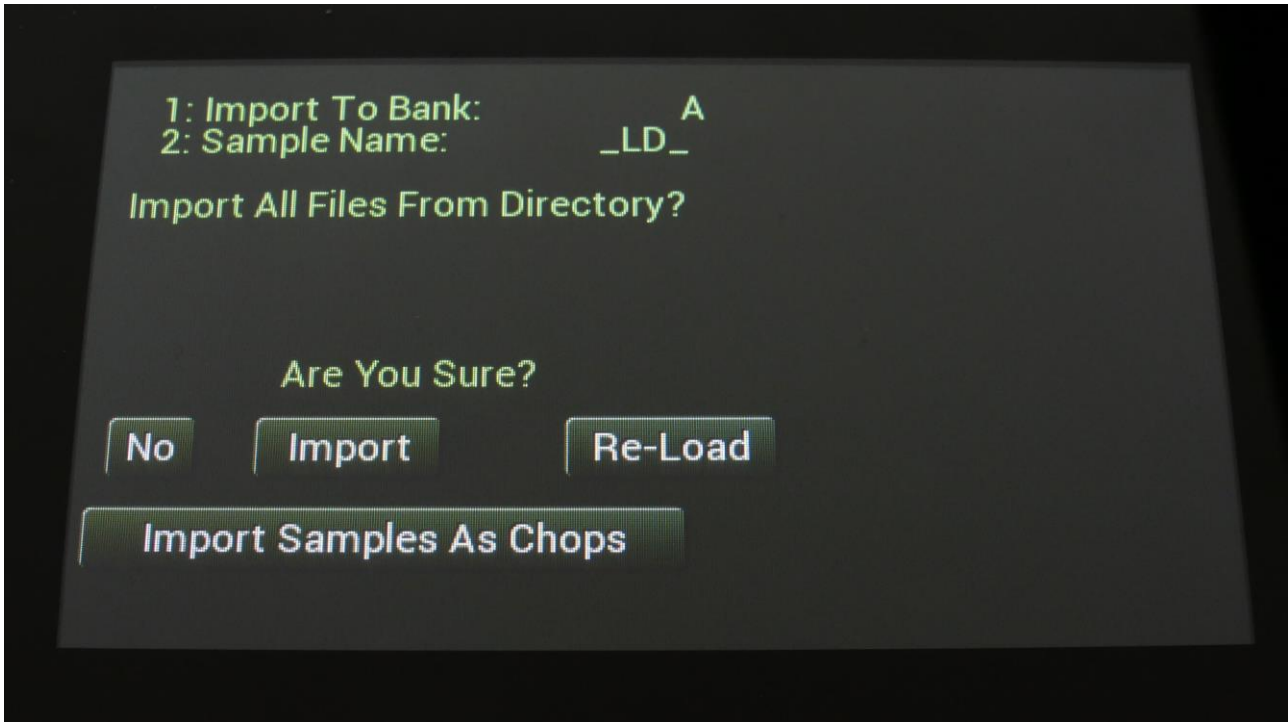 1: Import To Bank: A
2: Sample Name: _LD_
Import All Files From Directory?
Are You Sure?
No Import Re-Load
Import Samples As Chops